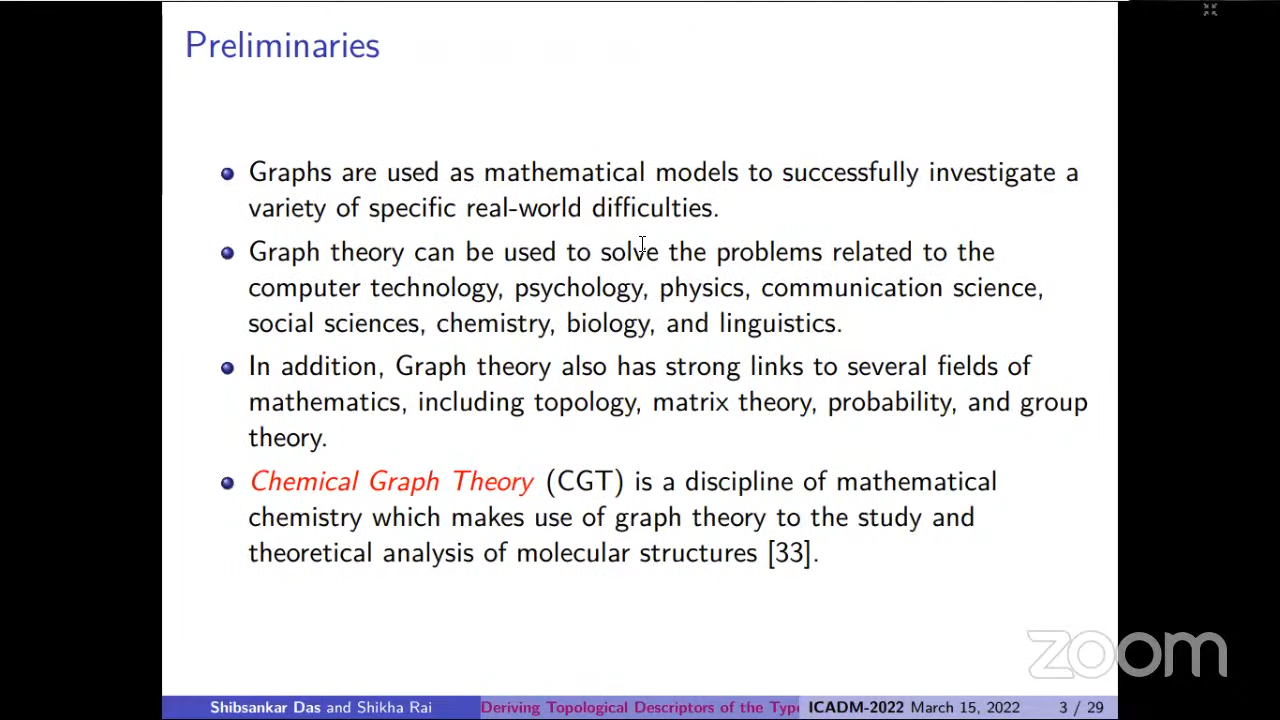 Preliminaries
Graphs are used as mathematical models to successfully investigate a
variety of specific real-world difficulties.
Graph theory can be used to solve the problems related to the
computer technology, psychology, physics, communication science,
social sciences, chemistry, biology, and linguistics.
In addition, Graph theory also has strong links to several fields of
mathematics, including topology, matrix theory, probability, and group
theory.
Chemical Graph Theory (CGT) is a discipline of mathematical
chemistry which makes use of graph theory to the study and
theoretical analysis of molecular structures [33].
zoom
Shibsankar Das and Shikha Rai Deriving Topological Descriptors of the Type ICADM-2022 March 15, 2022 3 / 29